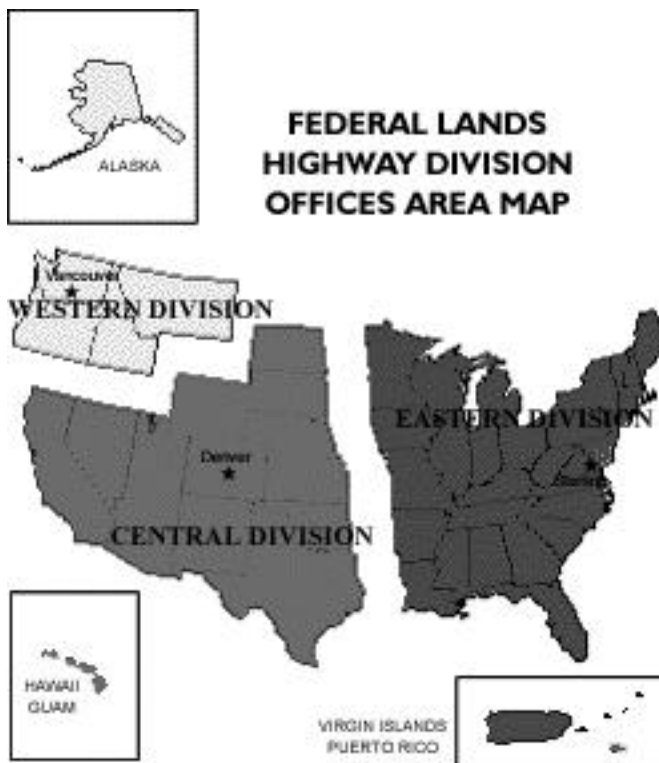 ALASKA
FEDERAL LANDS
HIGHWAY DIVISION
OFFICES AREA MAP
Vancouver
WESTERN DIVISION
EASTERN DIVISION
Denver
Sterling
CENTRAL DIVISION
HAWAII
GUAM
VIRGIN ISLANDS
PUERTO RICO